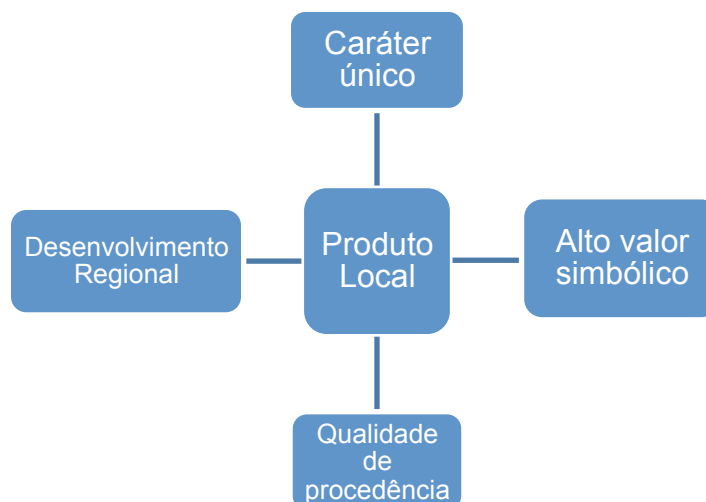 Caráter
único
Desenvolvimento
Regional
Produto
Local
Alto valor
simbólico
Qualidade
de
procedência